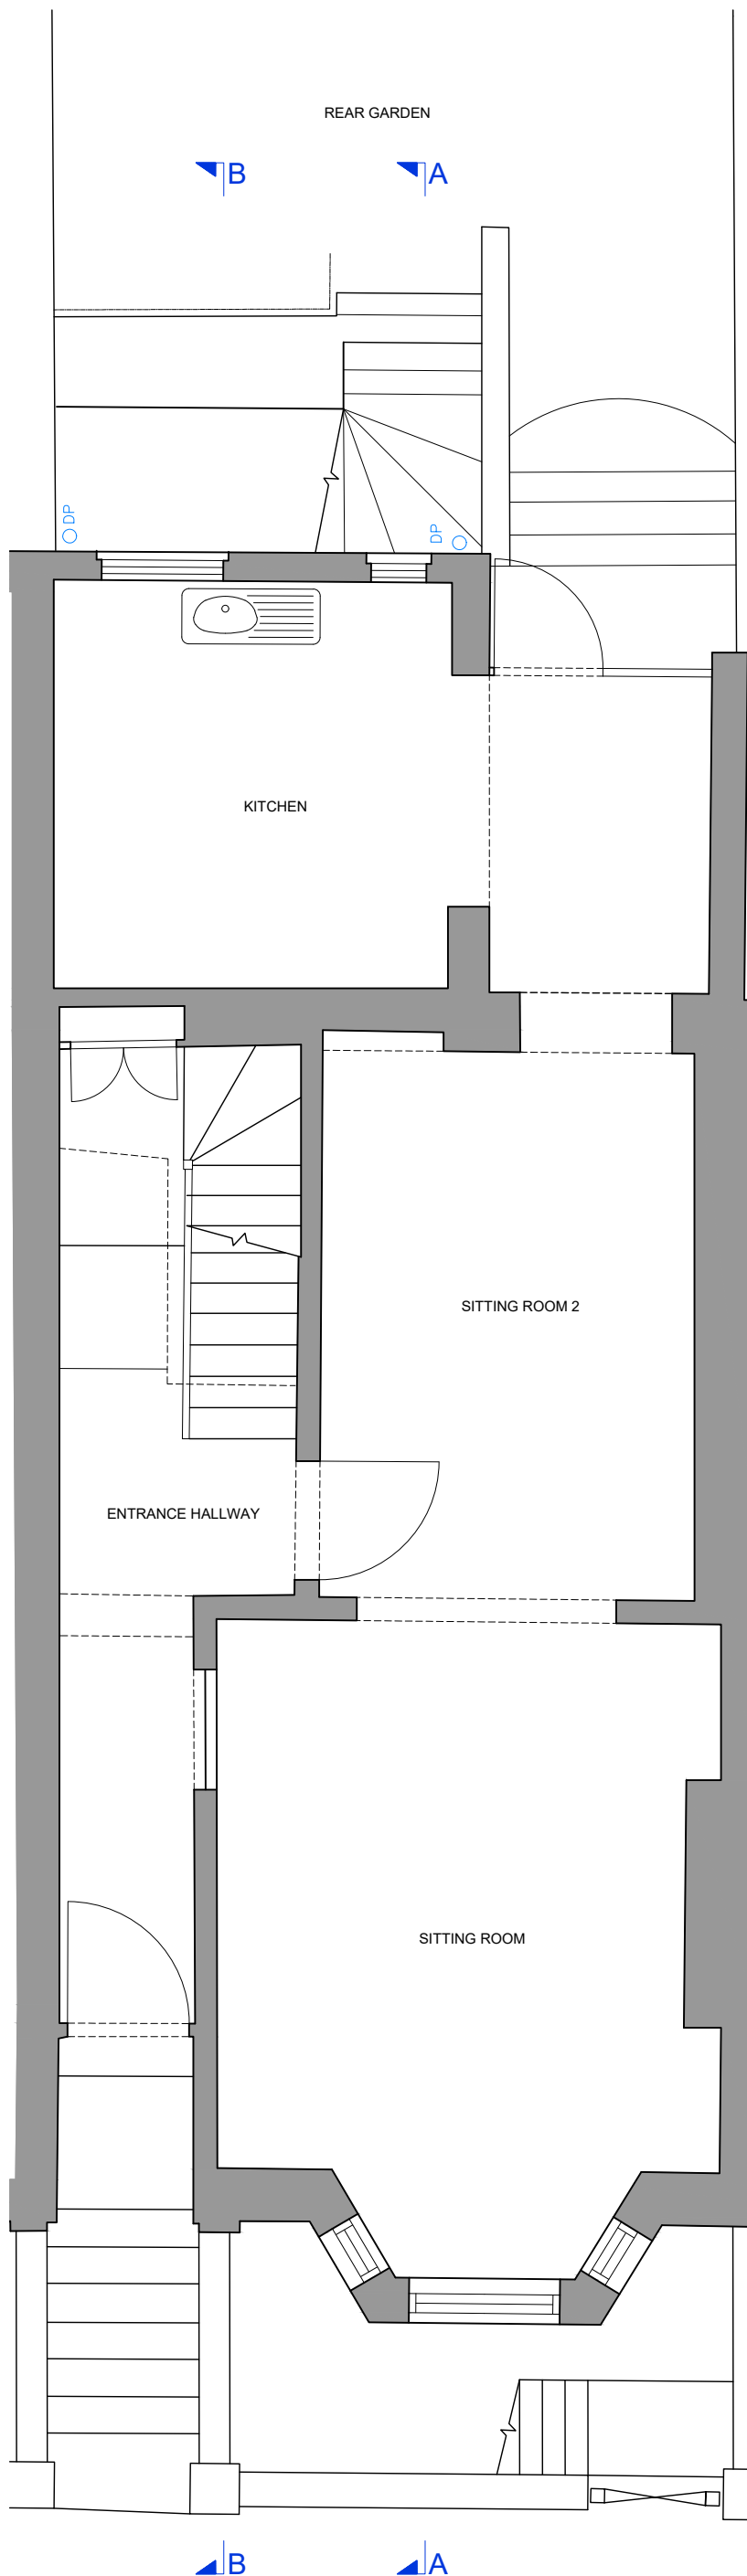 REAR GARDEN
B
A
DP
DP
KITCHEN
SITTING ROOM 2
ENTRANCE HALLWAY
SITTING ROOM
B
A